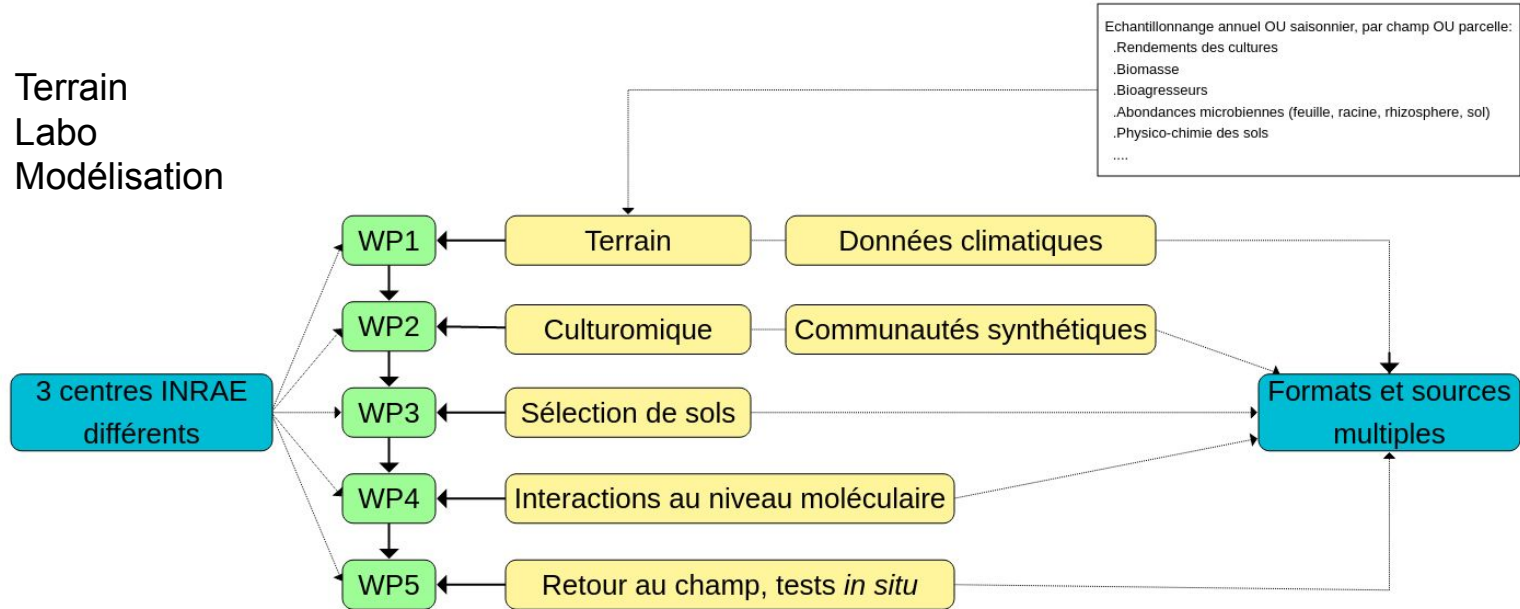 Terrain
Labo
Modélisation
Echantillonnange annuel OU saisonnier, par champ OU parcelle:
.Rendements des cultures
.Biomasse
.Bioagresseurs
.Abondances microbiennes (feuille, racine, rhizosphere, sol)
.Physico-chimie des sols
....
WP1
Terrain
Données climatiques
WP2
Culturomique
Communautés synthétiques
3 centres INRAE
différents
WP3
Sélection de sols
Formats et sources
multiples
WP4
Interactions au niveau moléculaire
WP5
Retour au champ, tests in situ